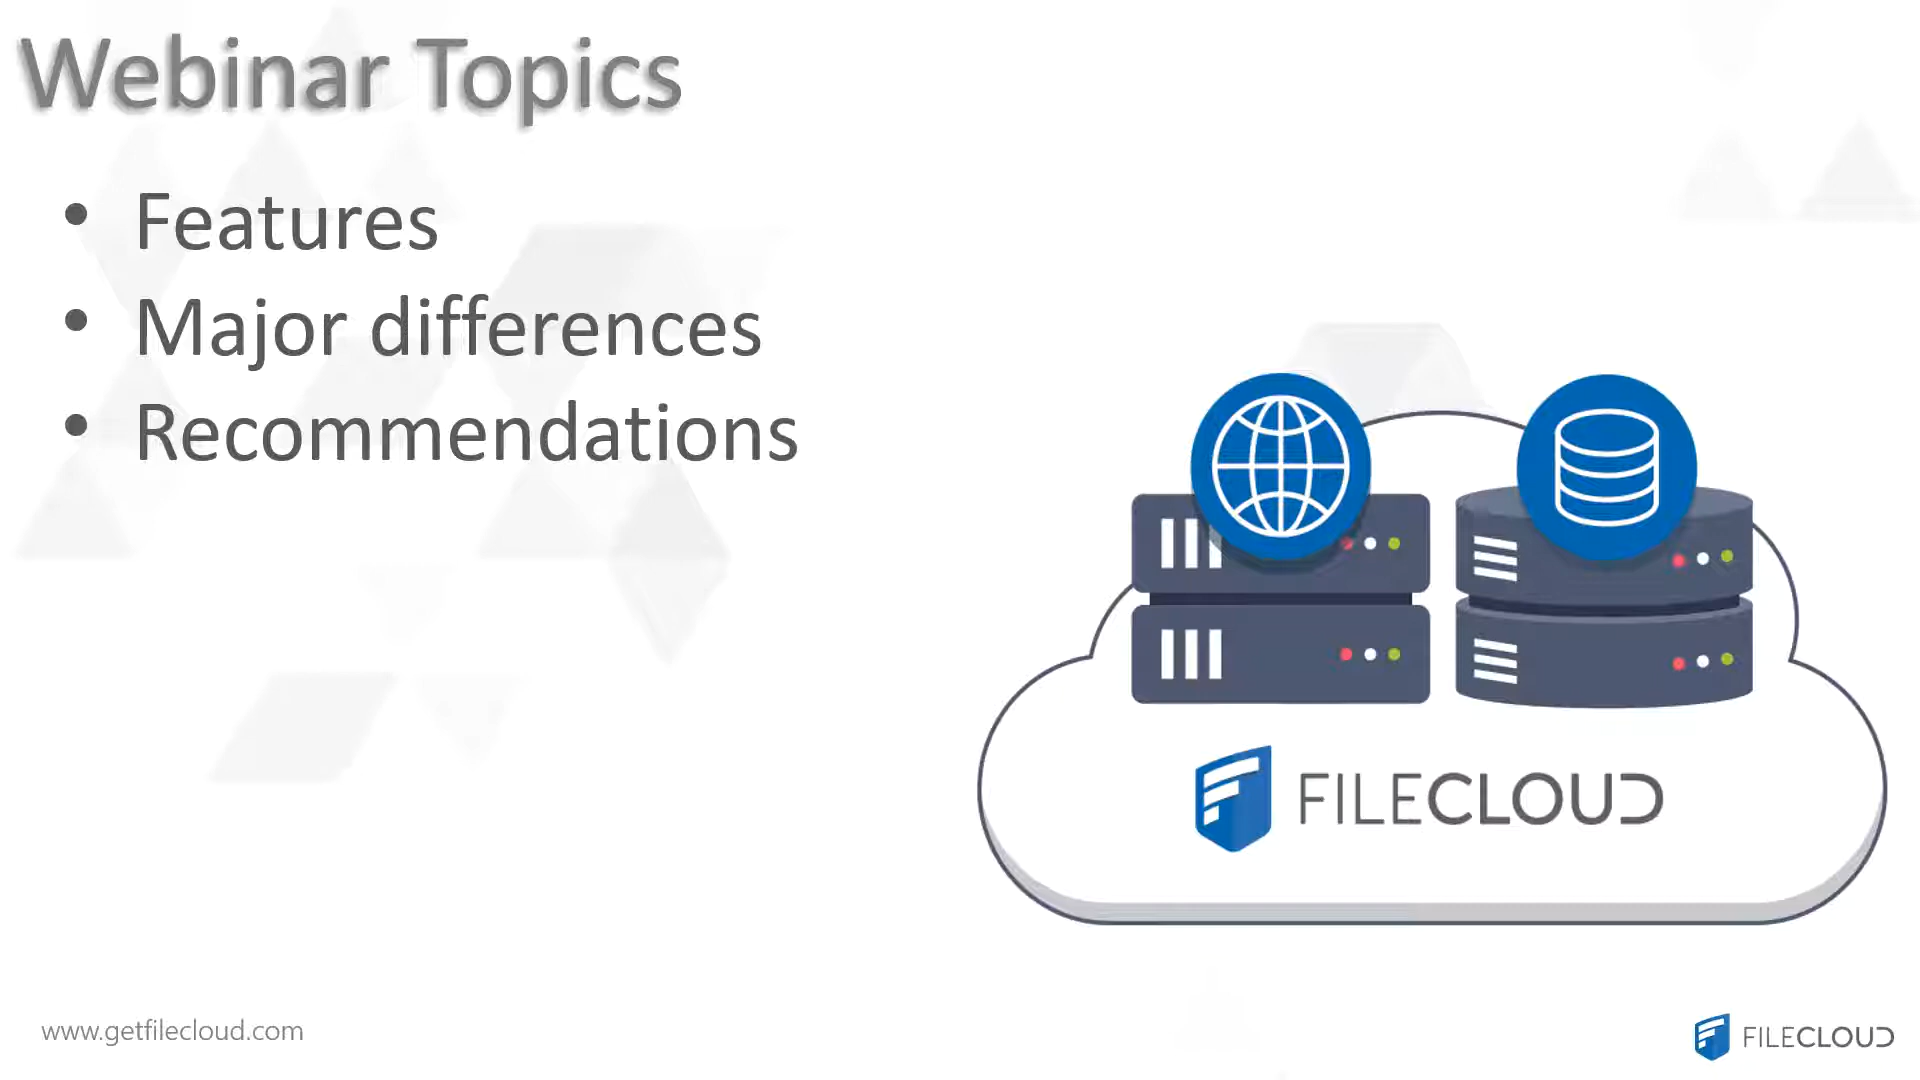 Webinar Topics
• Features
• Major differences
• Recommendations
FILECLOUD
www.getfilecloud.com
FILECLOUD